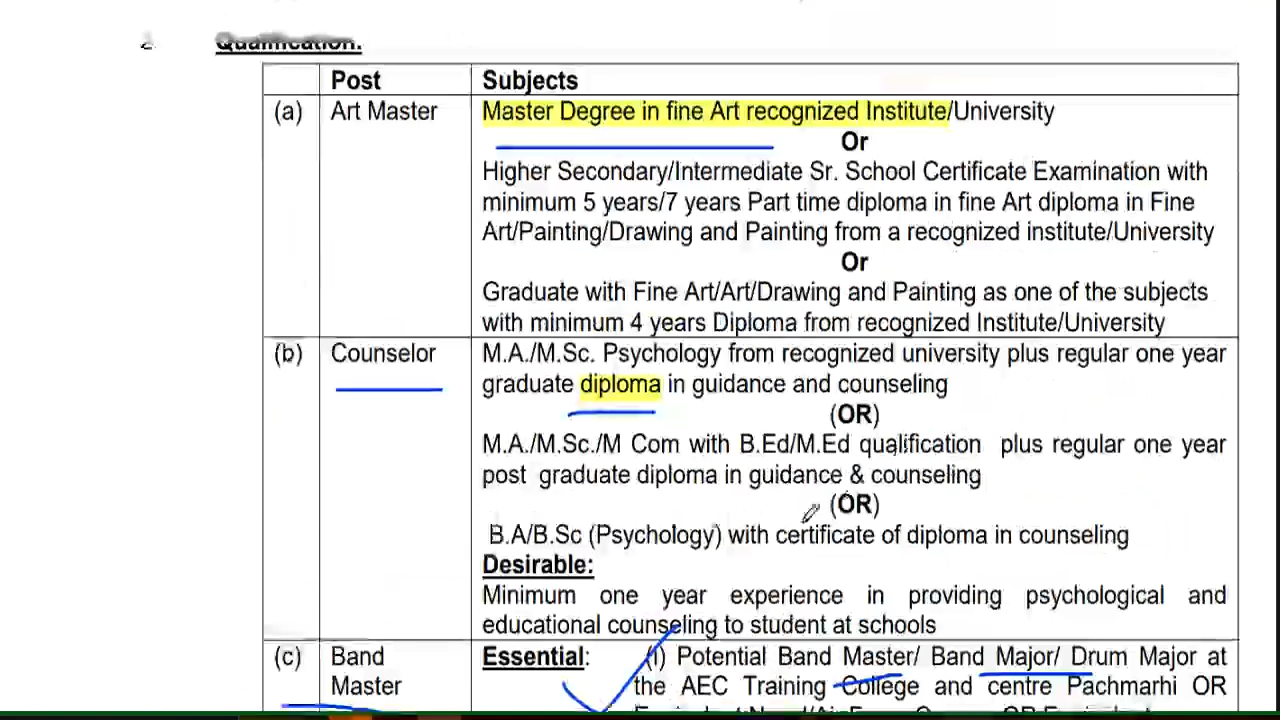 2. Qualification:
Post Subjects
(a) Art Master Master Degree in fine Art recognized Institute/University
Or
Higher Secondary/Intermediate Sr. School Certificate Examination with
minimum 5 years/7 years Part time diploma in fine Art diploma in Fine
Art/Painting/Drawing and Painting from a recognized institute/University
Or
Graduate with Fine Art/Art/Drawing and Painting as one of the subjects
with minimum 4 years Diploma from recognized Institute/University
(b) Counselor M.A./M.Sc. Psychology from recognized university plus regular one year
graduate diploma in guidance and counseling
(OR)
M.A./M.Sc./M Com with B.Ed/M.Ed qualification plus regular one year
post graduate diploma in guidance & counseling
(OR)
B.A/B.Sc (Psychology) with certificate of diploma in counseling
Desirable:
Minimum one year experience in providing psychological and
educational counseling to student at schools
(c) Band Essential: (i) Potential Band Master/ Band Major/ Drum Major at
Master the AEC Training College and centre Pachmarhi OR